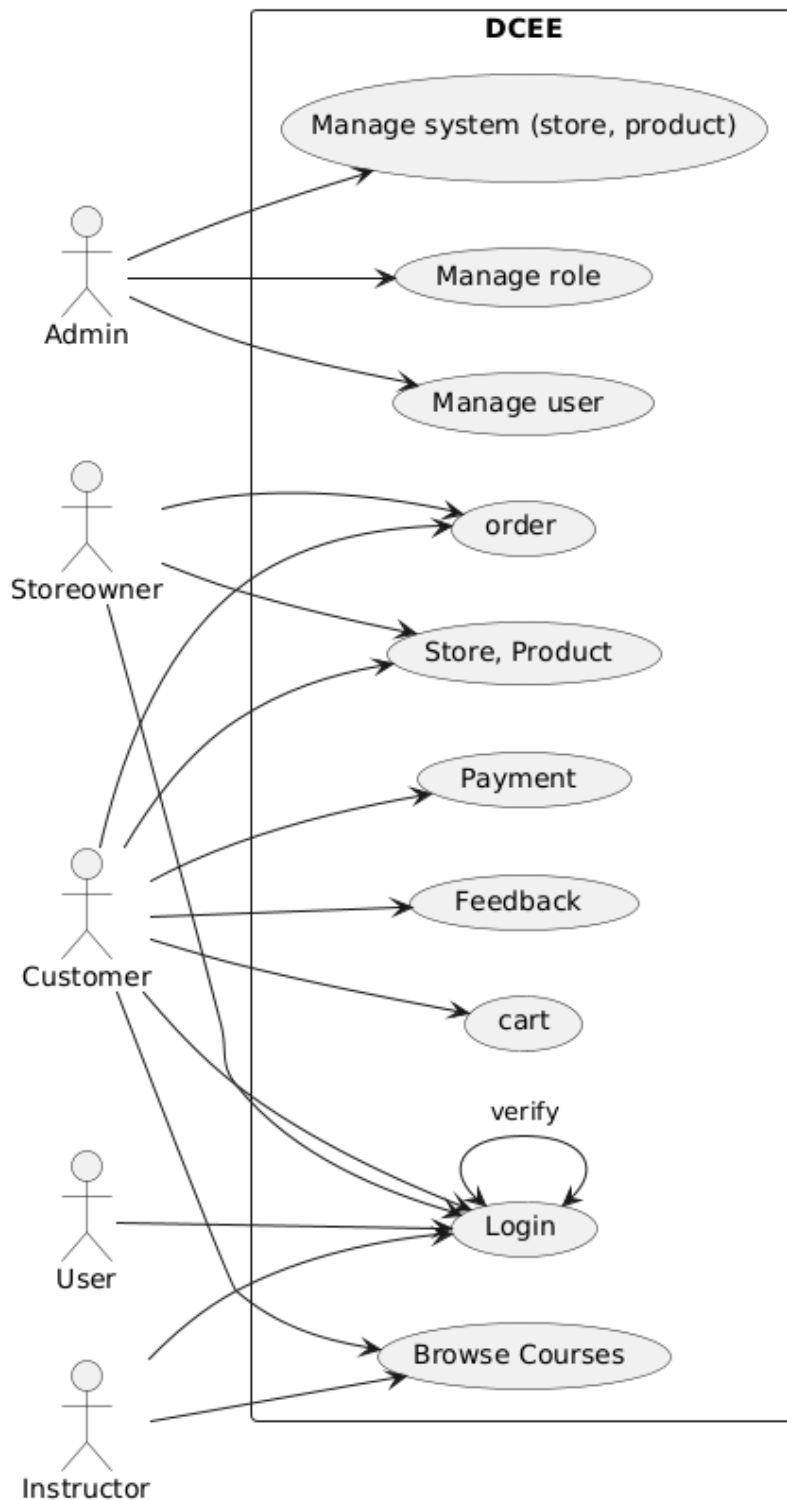 DCEE
Manage system (store, product)
Manage role
Admin
Manage user
order
Storeowner
Store, Product
Payment
Feedback
Customer
cart
verify
Login
User
Browse Courses
Instructor